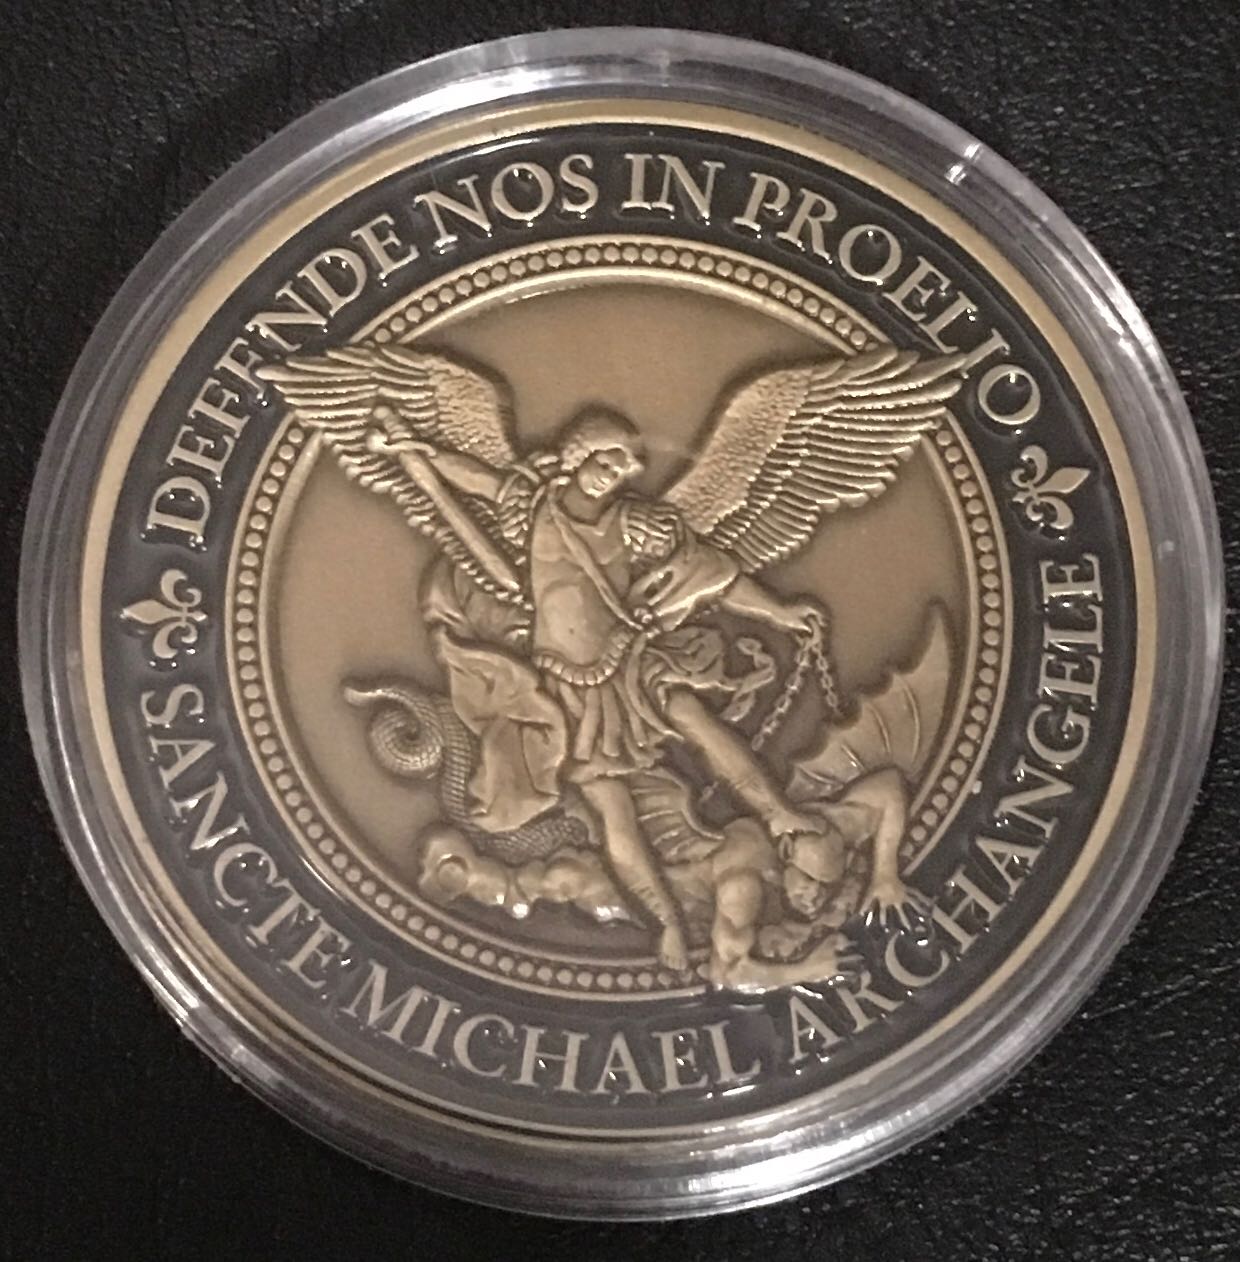 DEFENDE NOS IN PROELIO
SANCTE MICHAEL ARCHANGELE